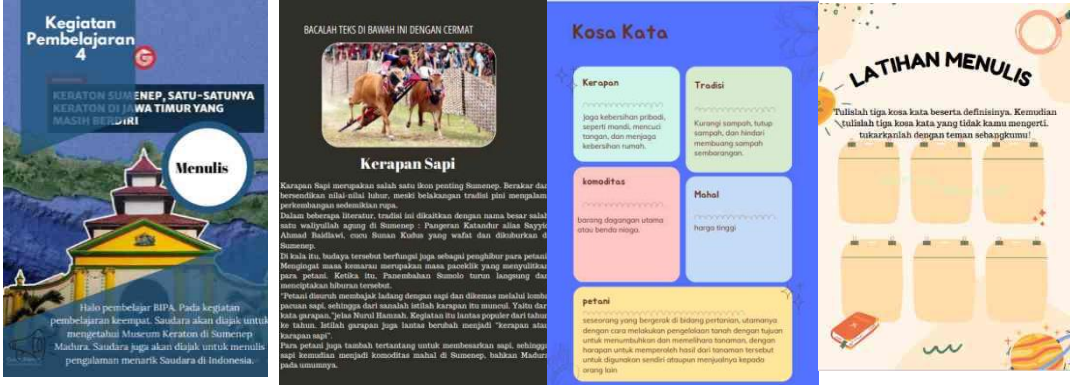 Kegiatan
Pembelajaran
4
KERATON SUMENEP, SATU-SATUNYA
KERATON DI JAWA TIMUR YANG
MASIH BERDIRI
Menulis
Halo pembelajar BIPA. Pada kegiatan
pembelajaran keempat. Saudara akan diajak untuk
mengetahui Museum Keraton di Sumenep
Madura. Saudara juga akan diajak untuk menulis
pengalaman menarik Saudara di Indonesia.
BACALAH TEKS DI BAWAH INI DENGAN CERMAT
Kerapan Sapi
Karapan Sapi merupakan salah satu ikon penting Sumenep. Berakar dan
bersendikan nilai-nilai luhur, meski belakangan tradisi pini mengalam
perkembangan sedemikian rupa.
Dalam beberapa literatur, tradisi ini dikaitkan dengan nama besar salah
satu waliyullah agung di Sumenep : Pangeran Katandur alias Sayyid
Ahmad Baidlawi, cucu Sunan Kudus yang wafat dan dikuburkan d
Sumenep.
Di kala itu, budaya tersebut berfungsi juga sebagai penghibur para petani
Mengingat masa kemarau merupakan masa paceklik yang menyulitkan
para petani. Ketika itu, Panembahan Sumolo turun langsung dan
menciptakan hiburan tersebut.
"Petani disuruh membajak ladang dengan sapi dan dikemas melalui lomba
pacuan sapi, sehingga dari sanalah istilah karapan itu muncul. Yaitu dar
kata garapan,"jelas Nurul Hamzah. Kegiatan itu lantas populer dari tahun
ke tahun. Istilah garapan juga lantas berubah menjadi "kerapan atau
karapan sapi".
Para petani juga tambah tertantang untuk membesarkan sapi, sehingga
sapi kemudian menjadi komoditas mahal di Sumenep, bahkan Madura
pada umumnya.
Kosa Kata
Kerapan
jaga kebersihan pribadi,
seperti mandi, mencuci
tangan, dan menjaga
kebersihan rumah.
Tradisi
Kurangi sampah, tutup
sampah, dan hindari
membuang sampah
sembarangan.
komoditas
barang dagangan utama
atau benda niaga.
Mahal
harga tinggi
petani
seseorang yang bergerak di bidang pertanian, utamanya
dengan cara melakukan pengelolaan tanah dengan tujuan
untuk menumbuhkan dan memelihara tanaman, dengan
harapan untuk memperoleh hasil dari tanaman tersebut
untuk digunakan sendiri ataupun menjualnya kepada
orang lain
LATIHAN MENULIS
Tulislah tiga kosa kata beserta definisinya. Kemudian
tulislah tiga kosa kata yang tidak kamu mengerti.
tukarkanlah dengan teman sebangkumu!